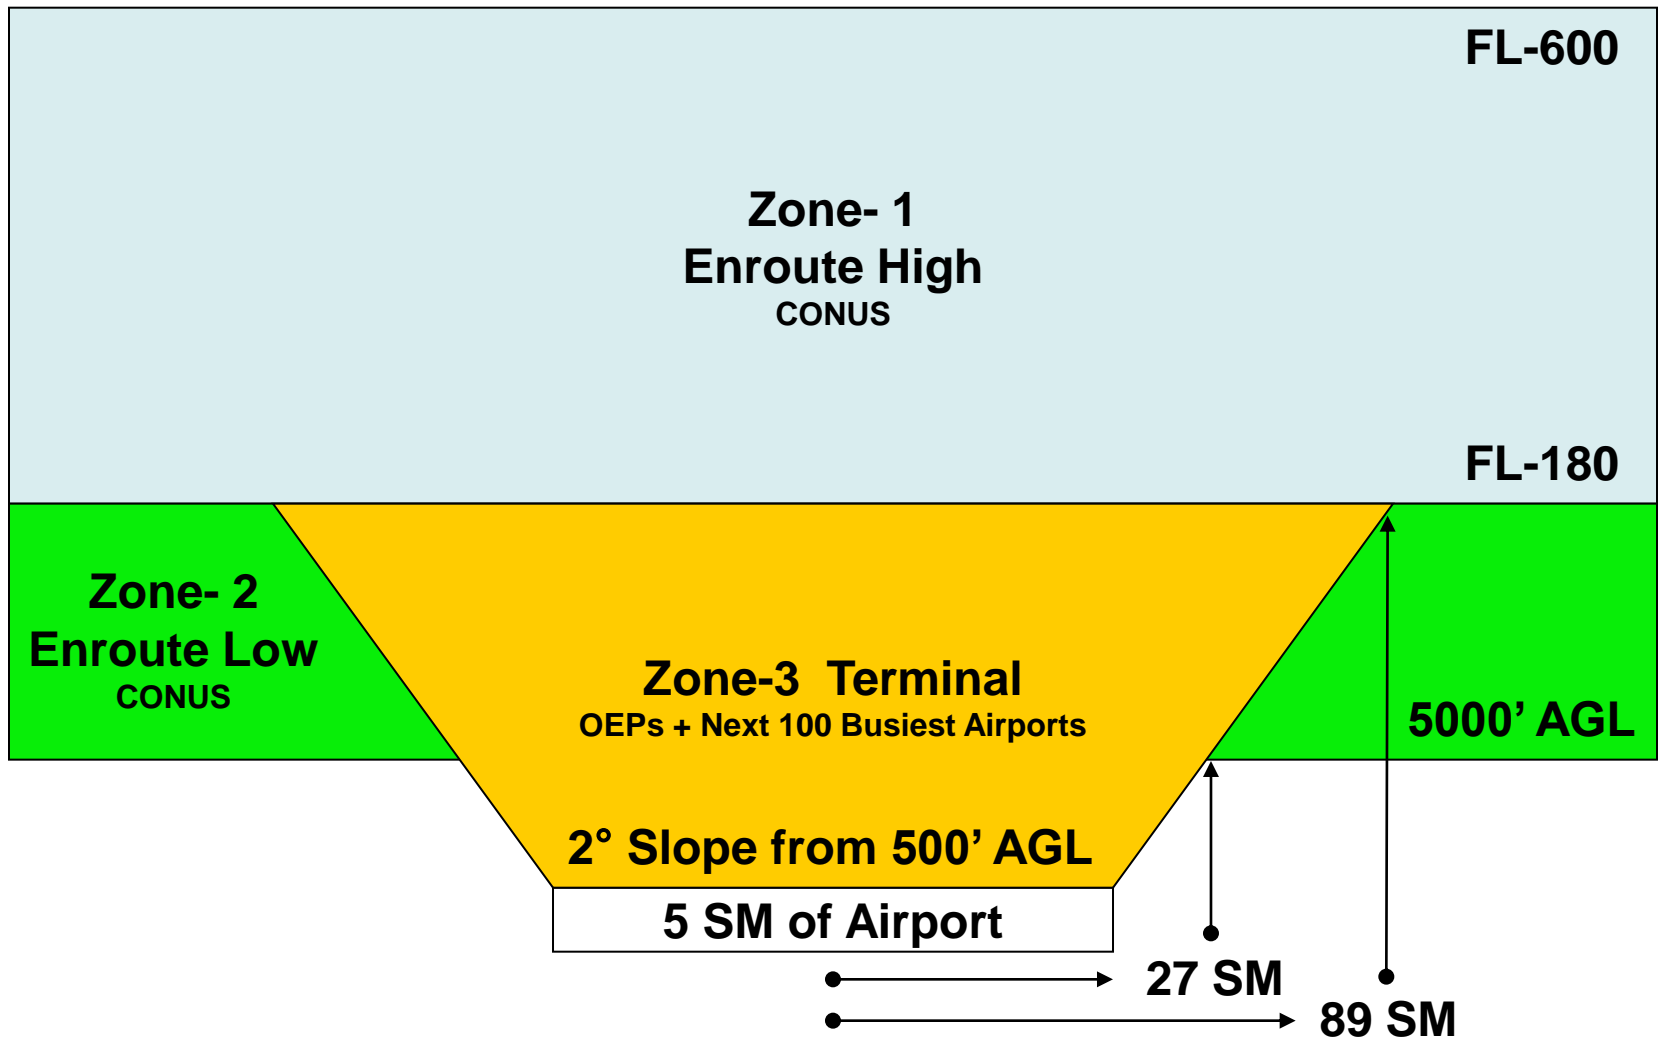 FL-600
Zone- 1
Enroute High
CONUS
FL-180
Zone- 2
Enroute Low
CONUS
Zone-3  Terminal
OEPs + Next 100 Busiest Airports
5000’ AGL
2° Slope from 500’ AGL
5 SM of Airport
27 SM
89 SM